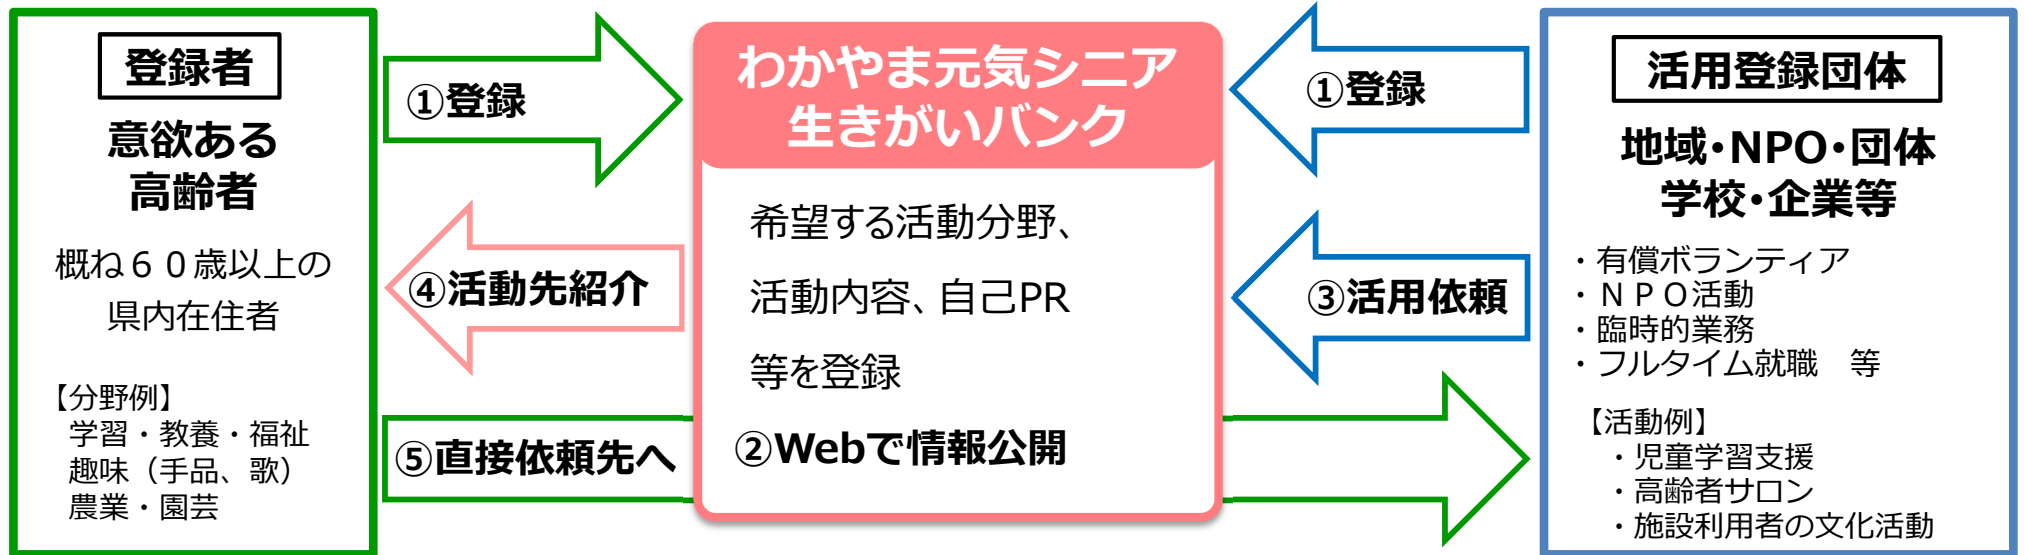 登録者
意欲ある
高齢者
概ね６０歳以上の
県内在住者
【分野例】
学習・教養・福祉
趣味（手品、歌）
農業・園芸
①登録
④活動先紹介
⑤直接依頼先へ
わかやま元気シニア
生きがいバンク
希望する活動分野、
活動内容、自己PR
等を登録
②Webで情報公開
①登録
③活用依頼
活用登録団体
地域・NPO・団体
学校・企業等
・有償ボランティア
・ＮＰＯ活動
・臨時的業務
・フルタイム就職　等
【活動例】
・児童学習支援
・高齢者サロン
・施設利用者の文化活動